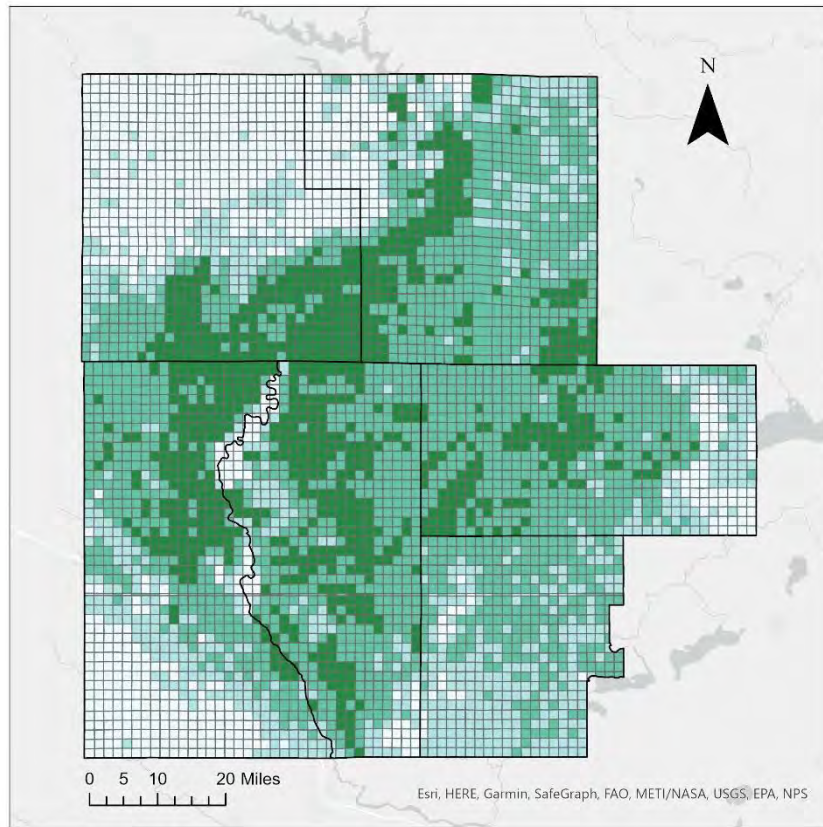 N
0 5 10 20 Miles
Esri, HERE, Garmin, SafeGraph, FAO, METI/NASA, USGS, EPA, NPS